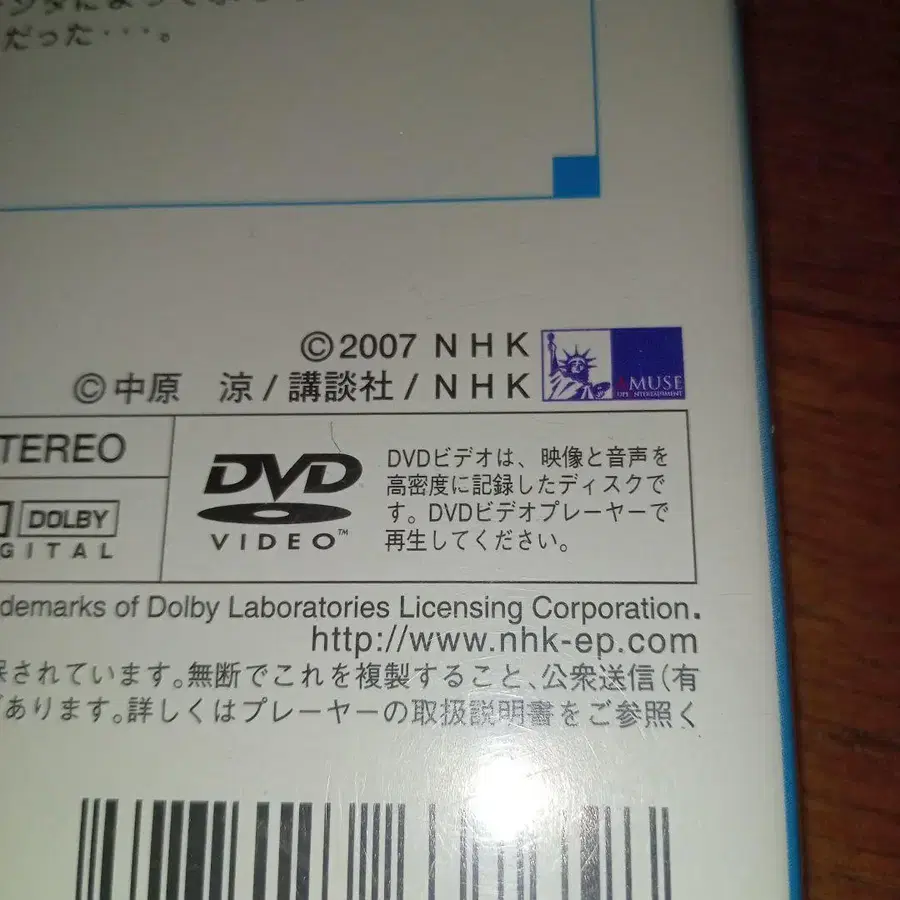 だった・・・。
©2007 NHK
©中原 涼/講談社/NHK
AMUSE
TEREO
DOLBY
GITAL
DVD
VIDEO™
DVDビデオは、映像と音声を
高密度に記録したディスクで
す。DVDビデオプレーヤーで
再生してください。
demarks of Dolby Laboratories Licensing Corporation.
http://www.nhk-ep.com
されています。無断でこれを複製すること、公衆送信(有
あります。詳しくはプレーヤーの取扱説明書をご参照く